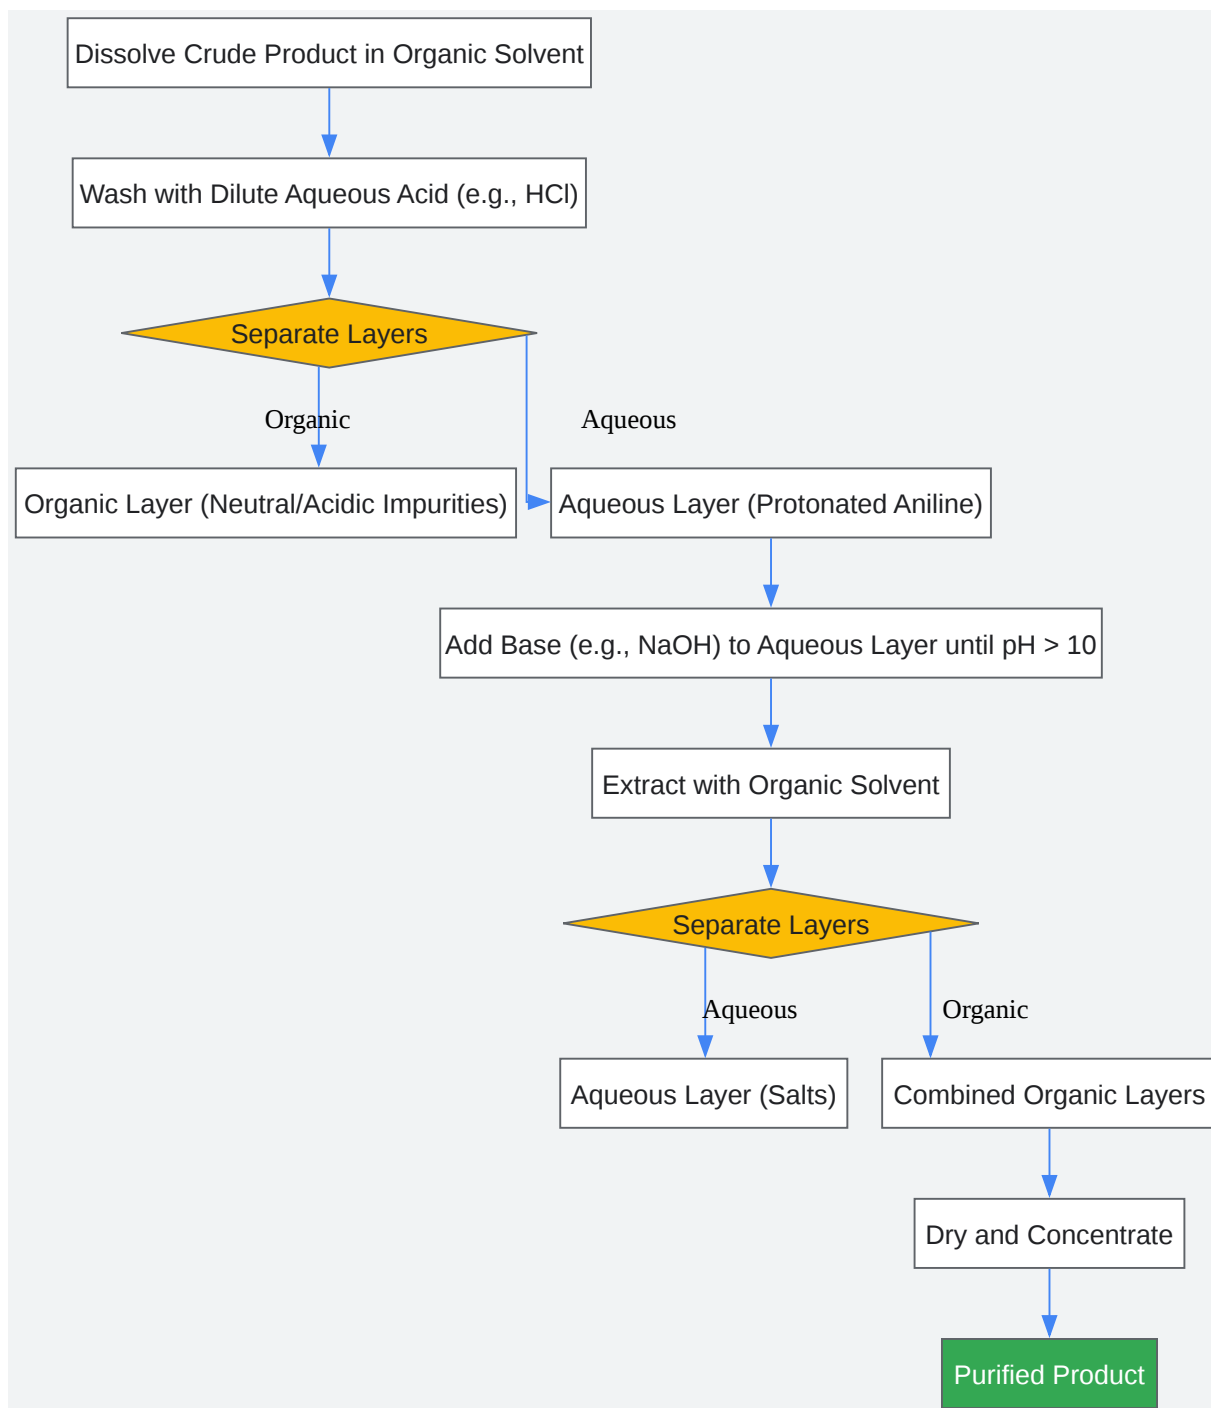 Dissolve Crude Product in Organic Solvent
Wash with Dilute Aqueous Acid (e.g., HCl)
Separate Layers
Organic
Aqueous
Organic Layer (Neutral/Acidic Impurities)
Aqueous Layer (Protonated Aniline)
Add Base (e.g., NaOH) to Aqueous Layer until pH > 10
Extract with Organic Solvent
Separate Layers
Aqueous
Organic
Aqueous Layer (Salts)
Combined Organic Layers
Dry and Concentrate
Purified Product